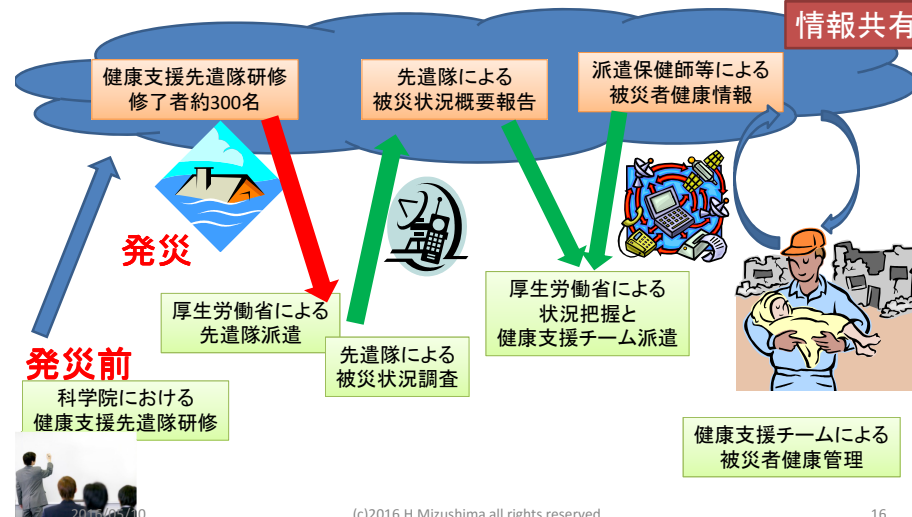 情報共有
健康支援先遣隊研修
修了者約300名
先遣隊による
被災状況概要報告
派遣保健師等による
被災者健康情報
発災
厚生労働省による
先遣隊派遣
先遣隊による
被災状況調査
厚生労働省による
状況把握と
健康支援チーム派遣
発災前
科学院における
健康支援先遣隊研修
健康支援チームによる
被災者健康管理
2016/05/10
(c)2016 H.Mizushima all rights reserved
16